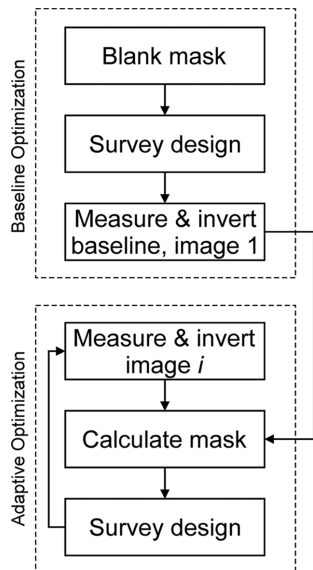 Baseline Optimization
Blank mask
Survey design
Measure & invert
baseline, image 1
Adaptive Optimization
Measure & invert
image i
Calculate mask
Survey design